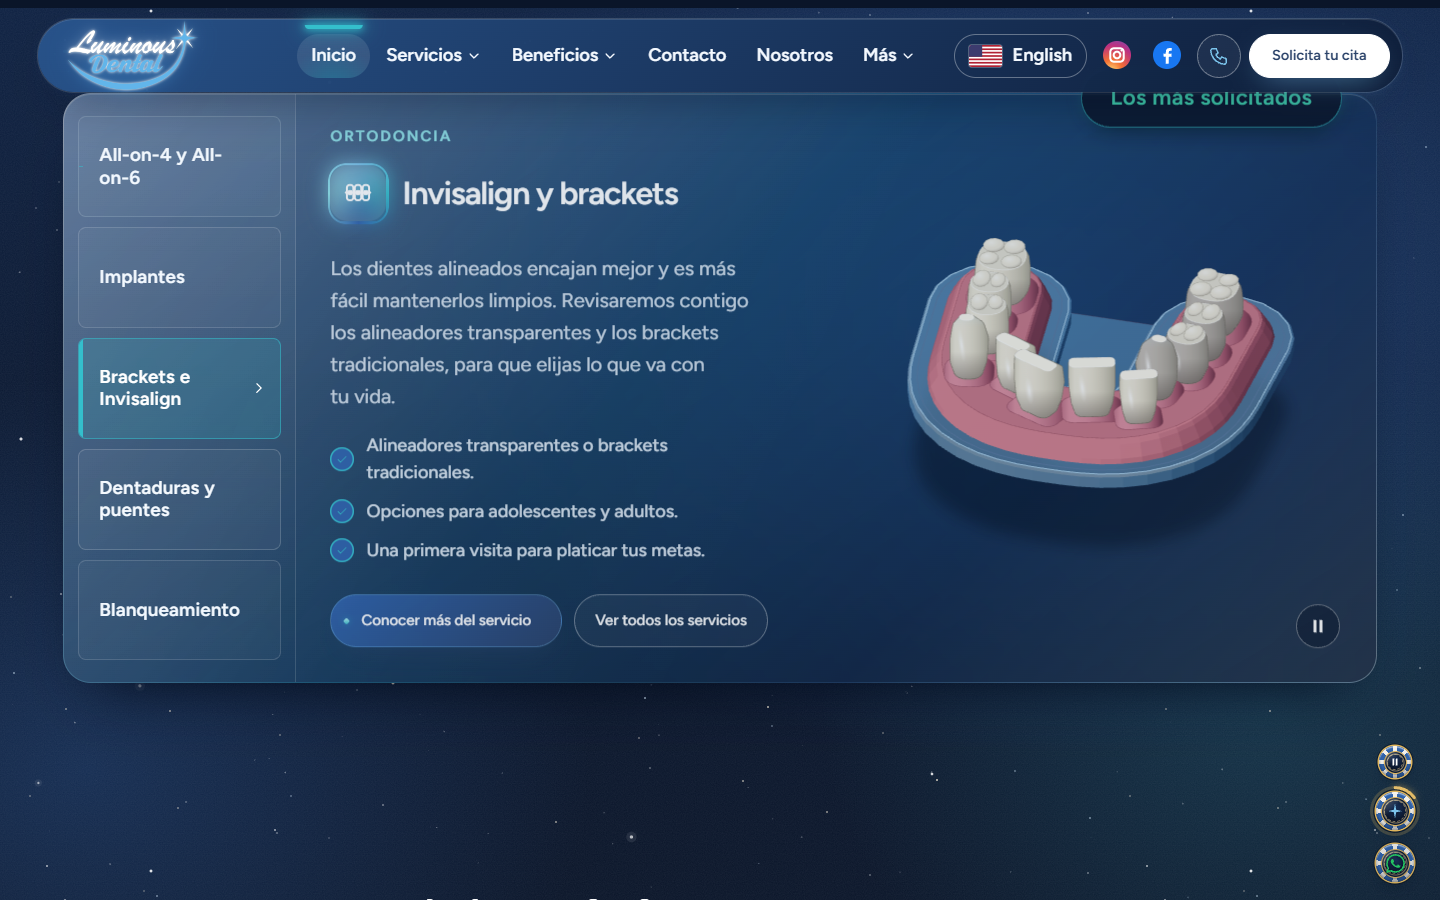 Luminous
Dental
Inicio
Servicios
Beneficios
Contacto
Nosotros
Más
English
Solicita tu cita
Los más solicitados
All-on-4 y All-
on-6
Implantes
Brackets e
Invisalign
Dentaduras y
puentes
Blanqueamiento
ORTODONCIA
Invisalign y brackets
Los dientes alineados encajan mejor y es más
fácil mantenerlos limpios. Revisaremos contigo
los alineadores transparentes y los brackets
tradicionales, para que elijas lo que va con
tu vida.
Alineadores transparentes o brackets
tradicionales.
Opciones para adolescentes y adultos.
Una primera visita para platicar tus metas.
Conocer más del servicio
Ver todos los servicios